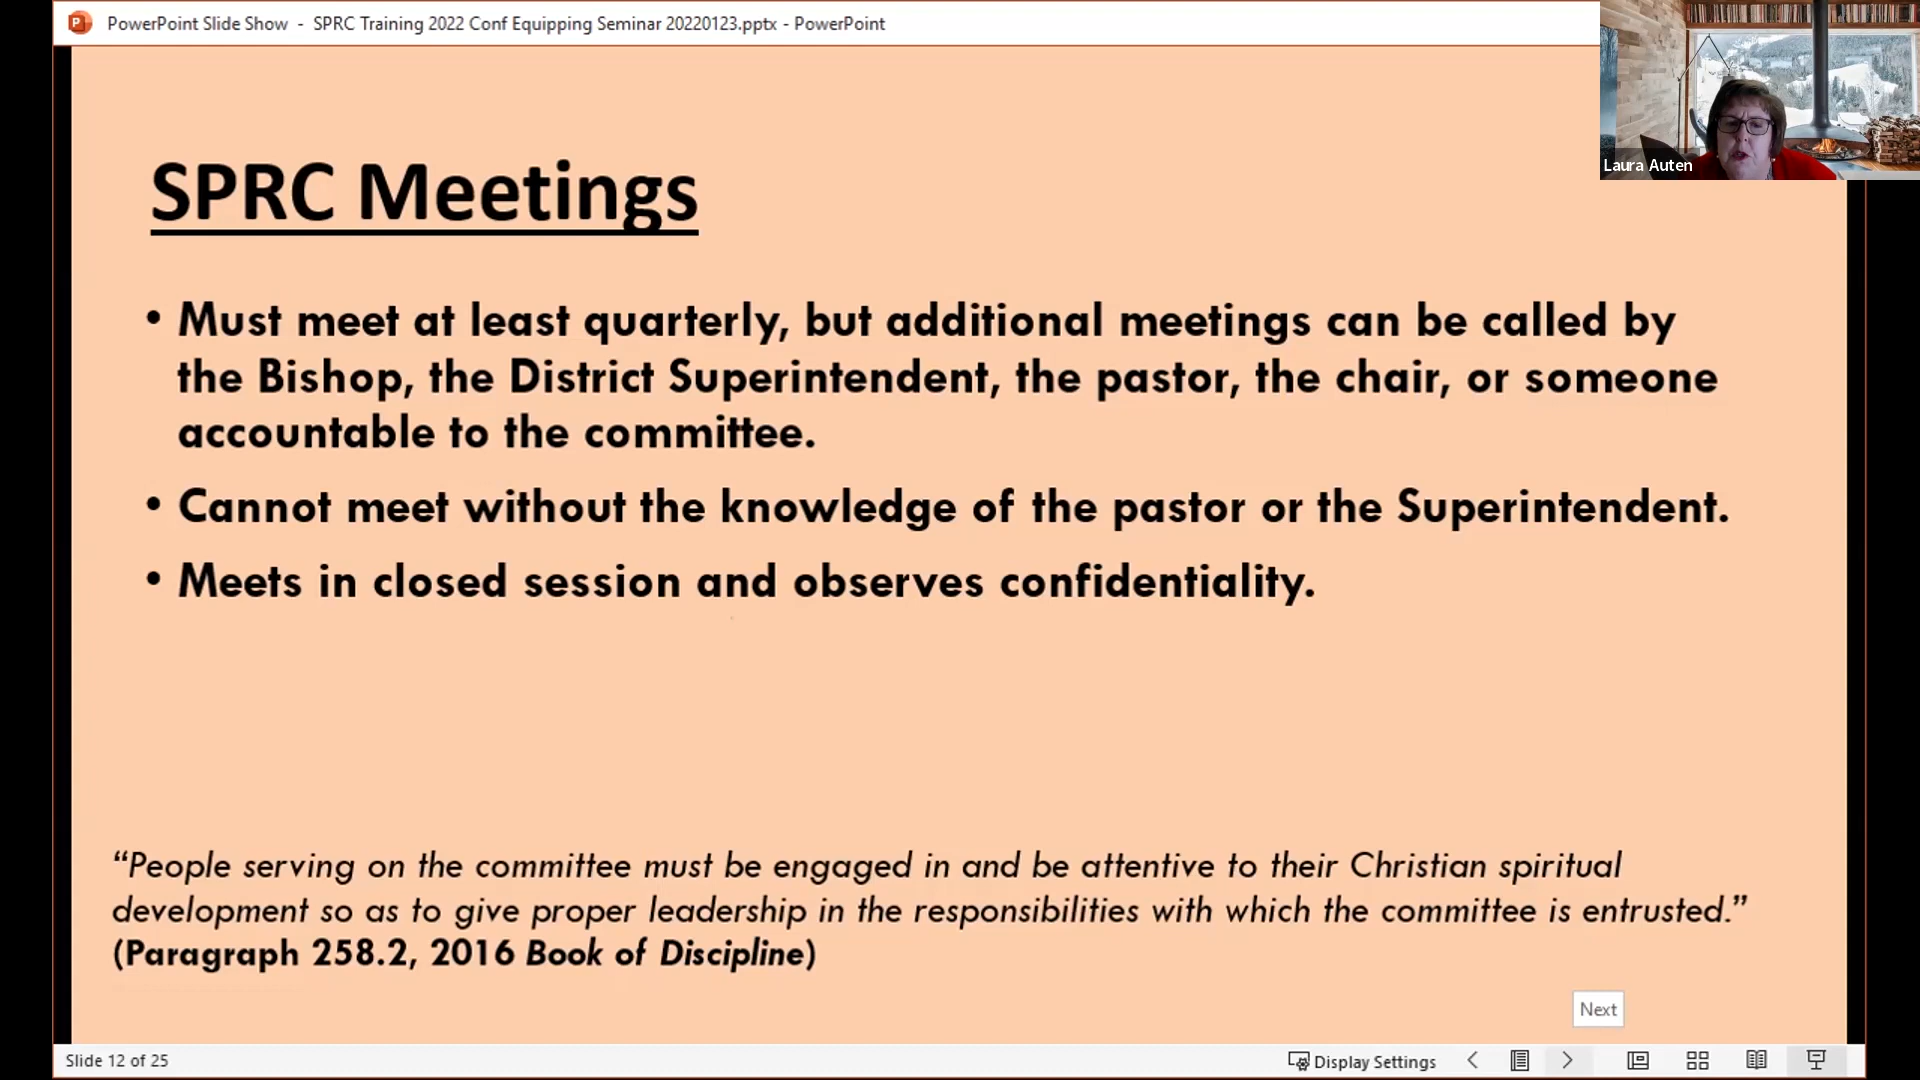 PowerPoint Slide Show - SPRC Training 2022 Conf Equipping Seminar 20220123.pptx - PowerPoint
Laura Auten
SPRC Meetings
• Must meet at least quarterly, but additional meetings can be called by
the Bishop, the District Superintendent, the pastor, the chair, or someone
accountable to the committee.
• Cannot meet without the knowledge of the pastor or the Superintendent.
• Meets in closed session and observes confidentiality.
“People serving on the committee must be engaged in and be attentive to their Christian spiritual
development so as to give proper leadership in the responsibilities with which the committee is entrusted.”
(Paragraph 258.2, 2016 Book of Discipline)
Next
Slide 12 of 25
Display Settings